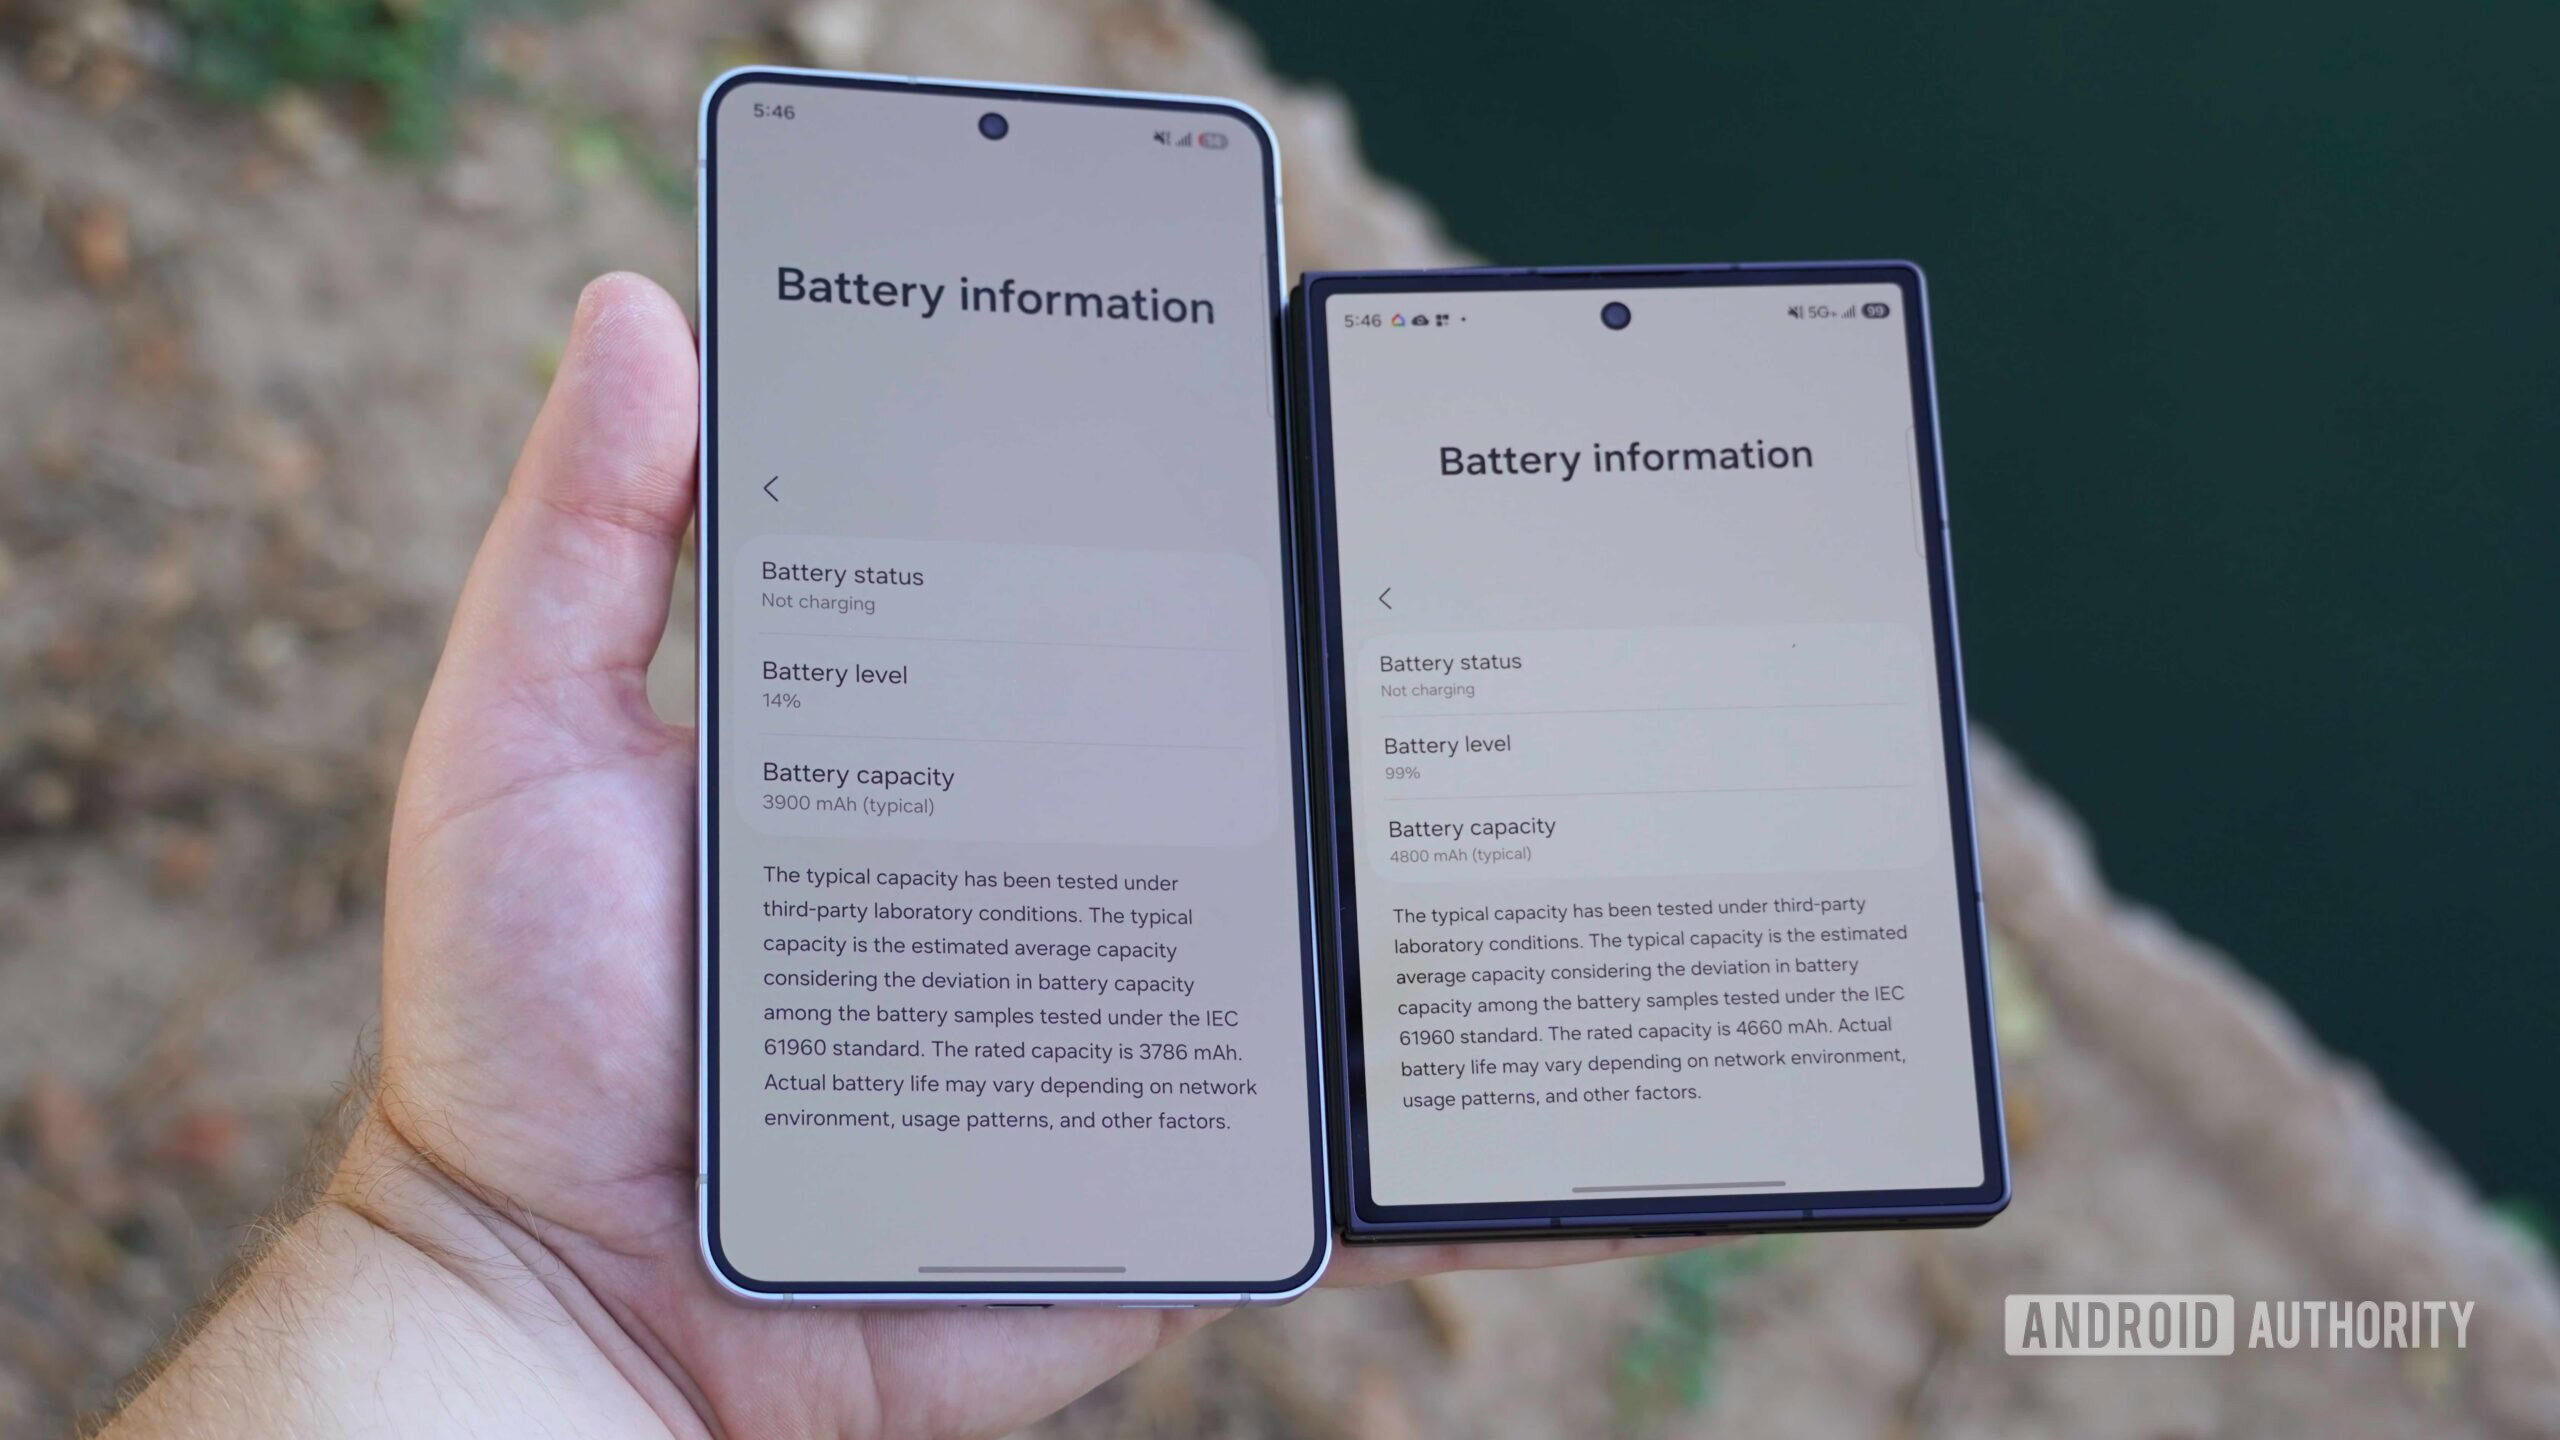 5:46
Battery information
Battery status
Not charging
Battery level
14%
Battery capacity
3900 mAh (typical)
The typical capacity has been tested under
third-party laboratory conditions. The typical
capacity is the estimated average capacity
considering the deviation in battery capacity
among the battery samples tested under the IEC
61960 standard. The rated capacity is 3786 mAh.
Actual battery life may vary depending on network
environment, usage patterns, and other factors.
5:46 5G+ 99
Battery information
Battery status
Not charging
Battery level
99%
Battery capacity
4800 mAh (typical)
The typical capacity has been tested under third-party
laboratory conditions. The typical capacity is the estimated
average capacity considering the deviation in battery
capacity among the battery samples tested under the IEC
61960 standard. The rated capacity is 4660 mAh. Actual
battery life may vary depending on network environment,
usage patterns, and other factors.
ANDROID AUTHORITY